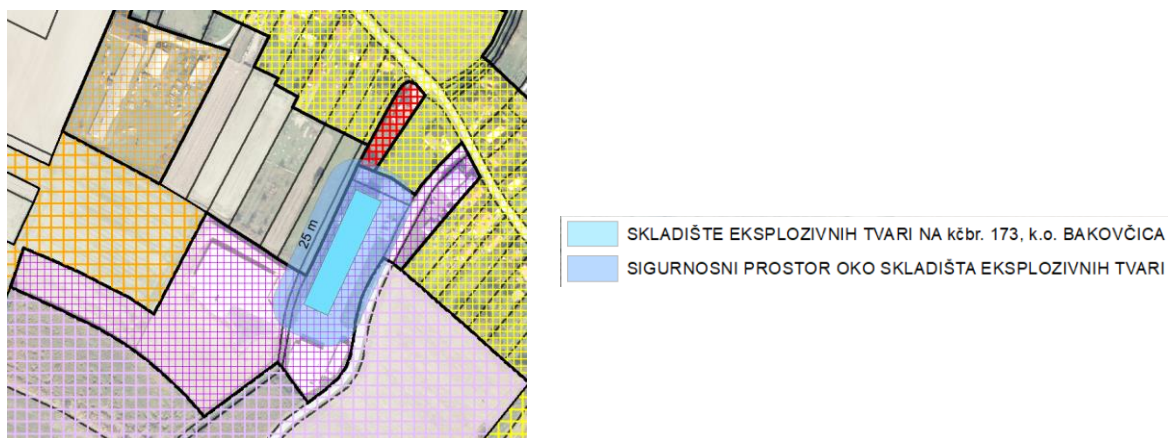 25 m
SKLADIŠTE EKSPLOZIVNIH TVARI NA kčbr. 173, k.o. BAKOVČICA
SIGURNOSNI PROSTOR OKO SKLADIŠTA EKSPLOZIVNIH TVARI